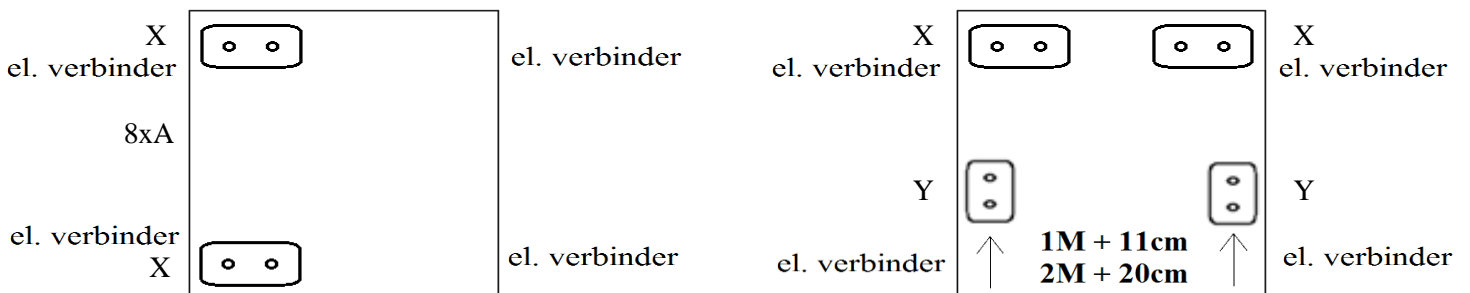 X
el. verbinder
el. verbinder
8xA
el. verbinder
X
el. verbinder
X
el. verbinder
X
el. verbinder
Y
Y
1M + 11cm
2M + 20cm
el. verbinder
el. verbinder